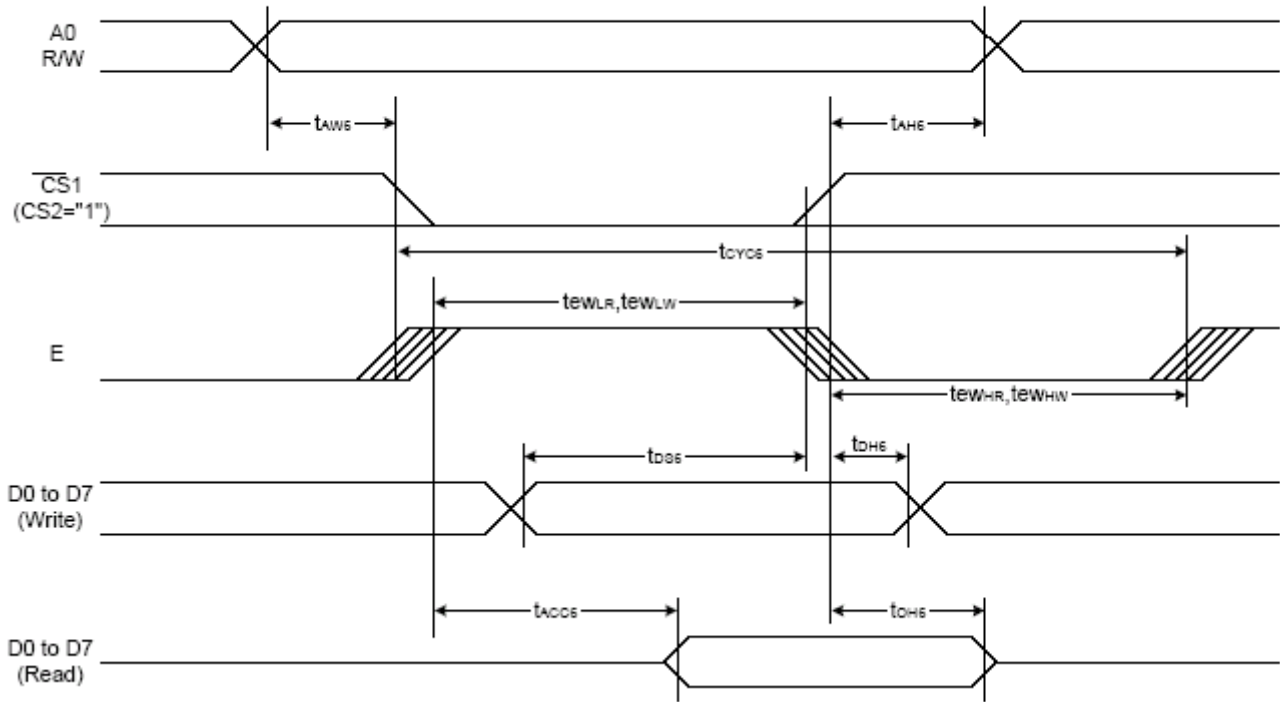 A0
R/W
tAW6
tAH6
CS1
(CS2="1")
tCYC6
tewLR,tewLW
E
tewHR,tewHW
tDS6
tDH6
D0 to D7
(Write)
tACC6
tOH6
D0 to D7
(Read)